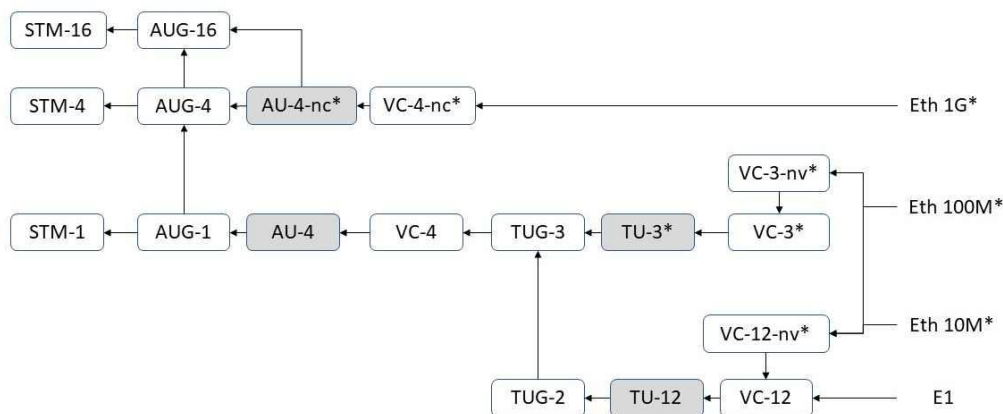 STM-16 AUG-16
STM-4 AUG-4 AU-4-nc* VC-4-nc* Eth 1G*
VC-3-nv*
Eth 100M*
STM-1 AUG-1 AU-4 VC-4 TUG-3 TU-3* VC-3*
Eth 10M*
VC-12-nv*
TUG-2 TU-12 VC-12 E1